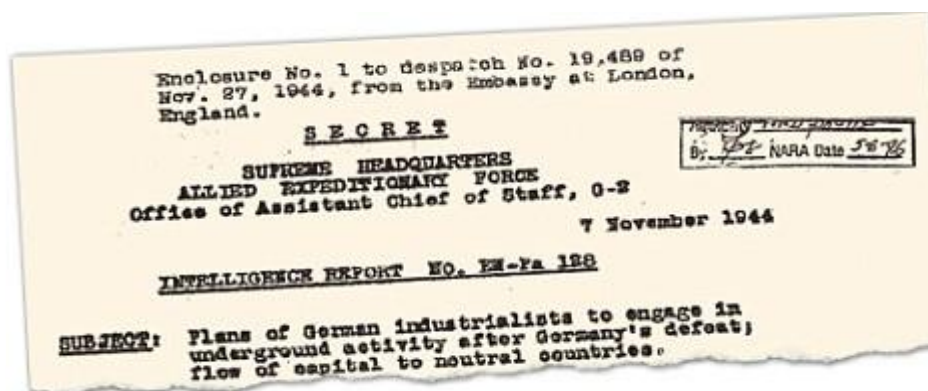 Enclosure No. 1 to despatch No. 19,489 of
Nov. 27, 1944, from the Embassy at London,
England.
SECRET
By NARA Date
SUPREME HEADQUARTERS
ALLIED EXPEDITIONARY FORCE
Office of Assistant Chief of Staff, G-2
7 November 1944
INTELLIGENCE REPORT NO. EW-Pa 128
SUBJECT: Plans of German industrialists to engage in
underground activity after Germany's defeat;
flow of capital to neutral countries.